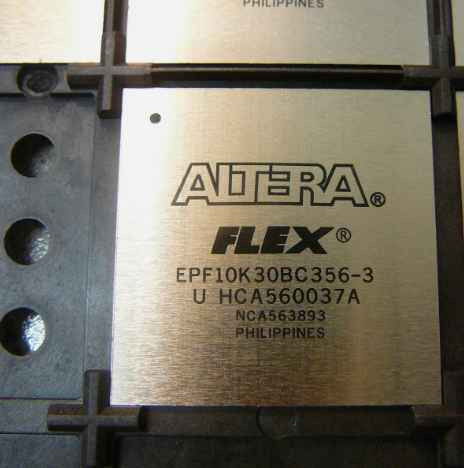 PHILIPPINES
ALTERA®
FLEX®
EPF10K30BC356-3
U HCA560037A
NCA563893
PHILIPPINES